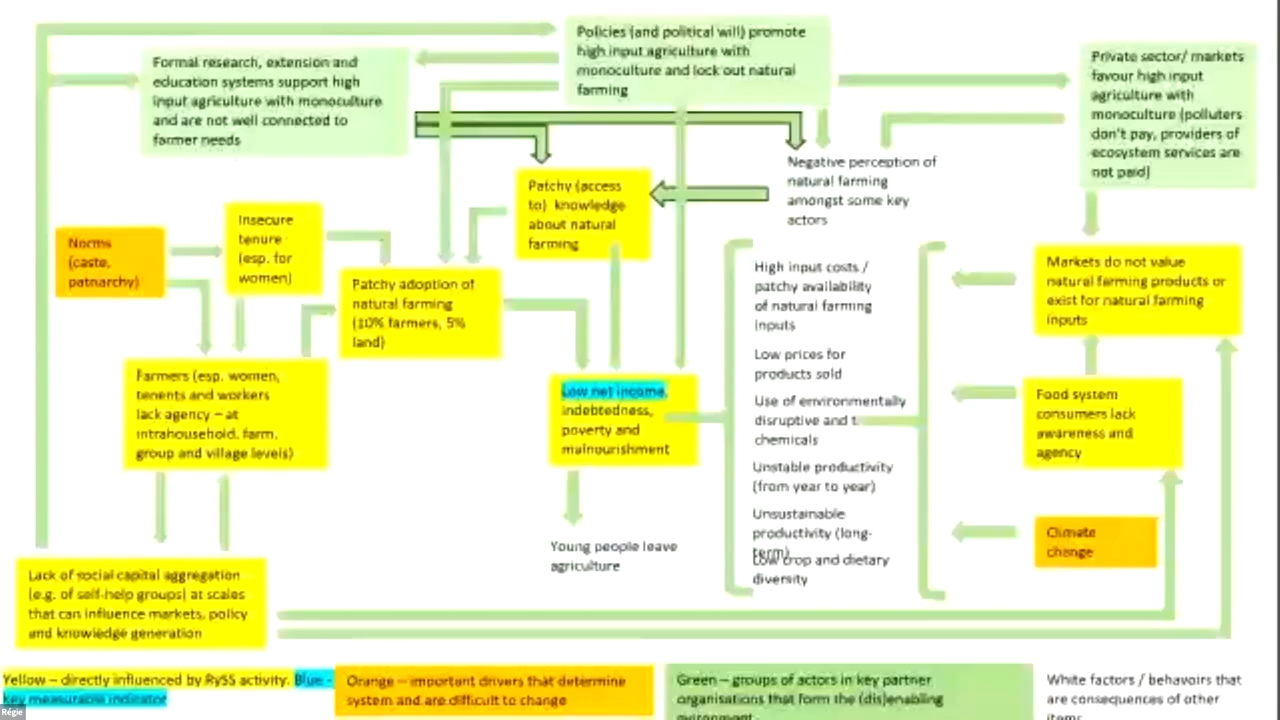 Policies (and political will) promote
high input agriculture with
monoculture and lock out natural
farming
Formal research, extension and
education systems support high
input agriculture with monoculture
and are not well connected to
farmer needs
Private sector/ markets
favour high input
agriculture with
monoculture (polluters
don't pay, providers of
ecosystem services are
not paid)
Negative perception of
natural farming
amongst some key
actors
Patchy (access
to) knowledge
about natural
farming
Insecure
tenure
(esp. for
women)
Norms
(caste,
patriarchy)
Patchy adoption of
natural farming
(10% farmers, 5%
land)
High input costs /
patchy availability
of natural farming
inputs
Low prices for
products sold
Use of environmentally
disruptive and t
chemicals
Unstable productivity
(from year to year)
Unsustainable
productivity (long-
term)
Low crop and dietary
diversity
Markets do not value
natural farming products or
exist for natural farming
inputs
Farmers (esp. women,
tenents and workers
lack agency – at
intrahousehold, farm,
group and village levels)
Low net income,
indebtedness,
poverty and
malnourishment
Food system
consumers lack
awareness and
agency
Climate
change
Young people leave
agriculture
Lack of social capital aggregation
(e.g. of self-help groups) at scales
that can influence markets, policy
and knowledge generation
Yellow – directly influenced by RySS activity. Blue –
key measurable indicator
Orange – important drivers that determine
system and are difficult to change
Green – groups of actors in key partner
organisations that form the (dis)enabling
White factors / behavoirs that
are consequences of other
items
Régie